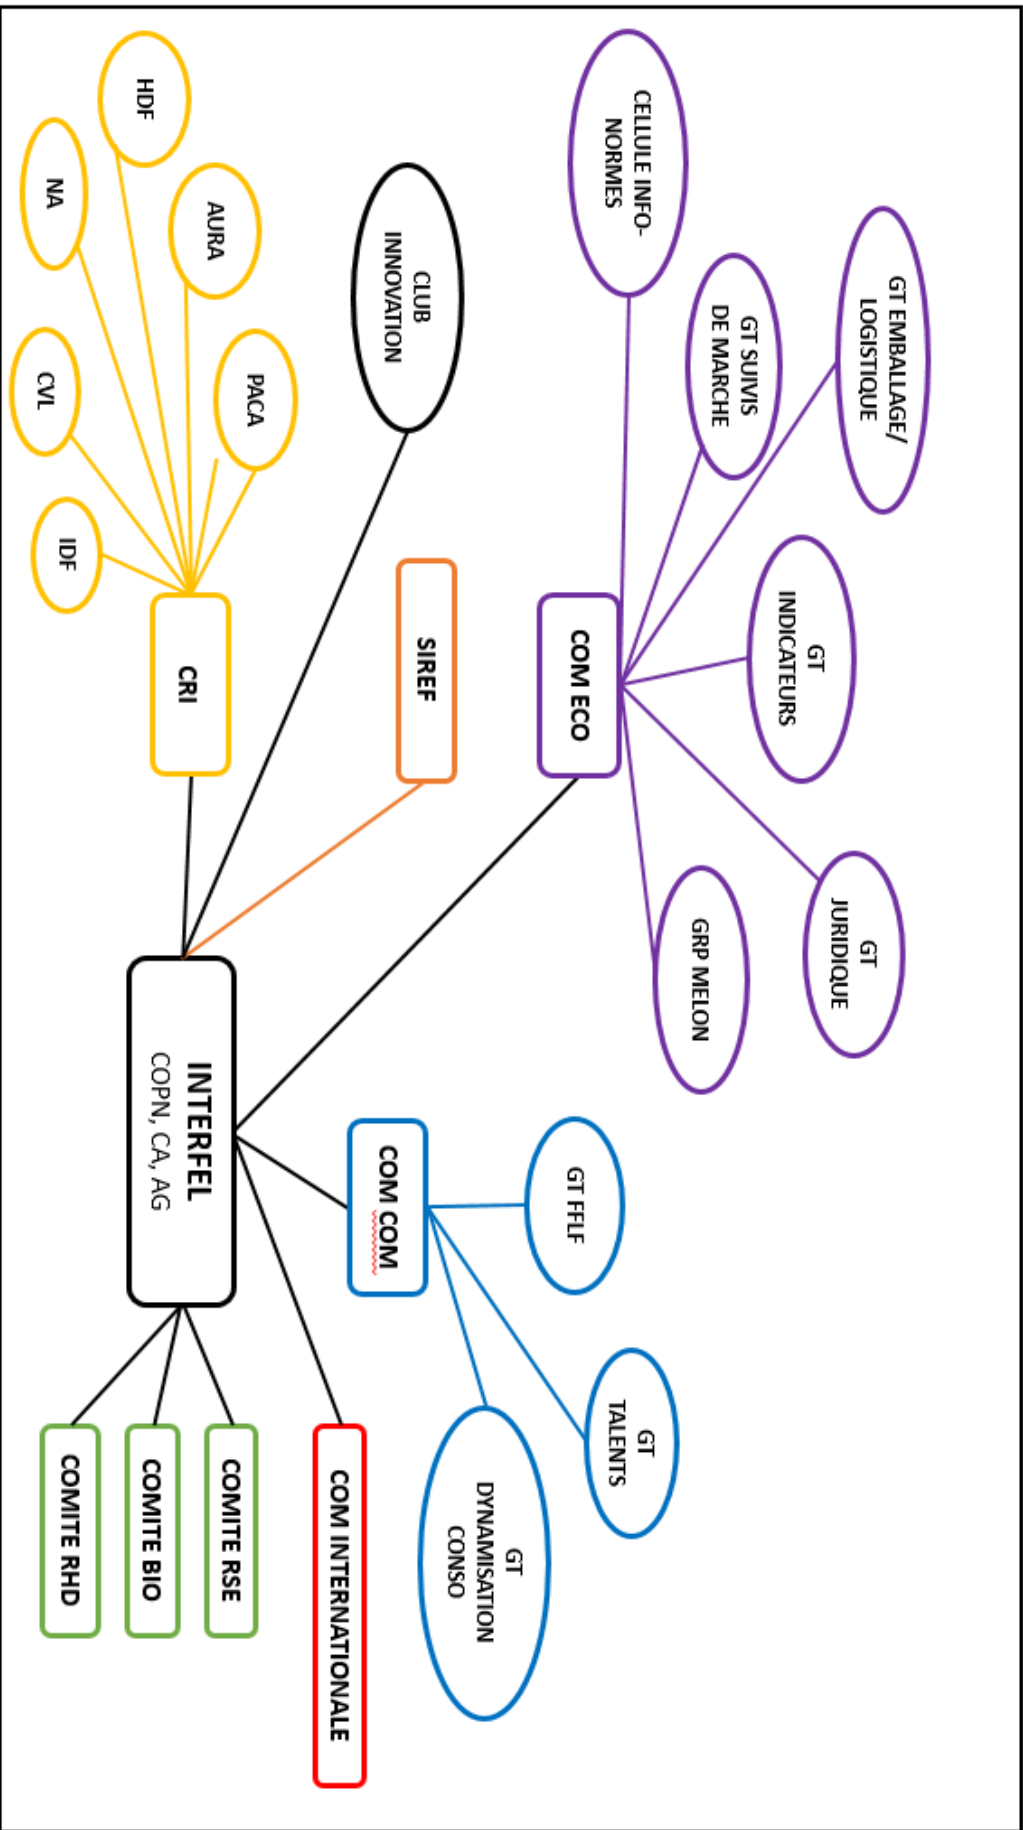 GT EMBALLAGE/
LOGISTIQUE
GT
JURIDIQUE
GT
INDICATEURS
GT SUIVIS
DE MARCHE
GRP MELON
CELLULE INFO-
NORMES
GT
TALENTS
COM ECO
GT FFLF
GT
DYNAMISATION
CONSO
SIREF
CLUB
INNOVATION
COM COM
COM INTERNATIONALE
PACA
AURA
HDF
NA
CVL
IDF
CRI
INTERFEL
COPN, CA, AG
COMITE RSE
COMITE BIO
COMITE RHD